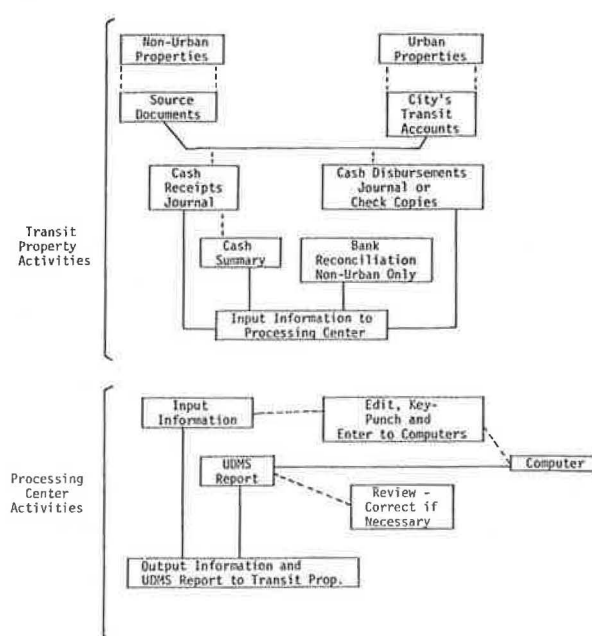 Non-Urban
Properties
Urban
Properties
Source
Documents
City's
Transit
Accounts
Cash
Receipts
Journal
Cash Disbursements
Journal or
Check Copies
Transit
Property
Activities
Cash
Summary
Bank
Reconciliation
Non-Urban Only
Input Information to
Processing Center
Input
Information
Edit, Key-
Punch and
Enter to Computers
UDMS
Report
Computer
Processing
Center
Activities
Review -
Correct if
Necessary
Output Information and
UDMS Report to Transit Prop.